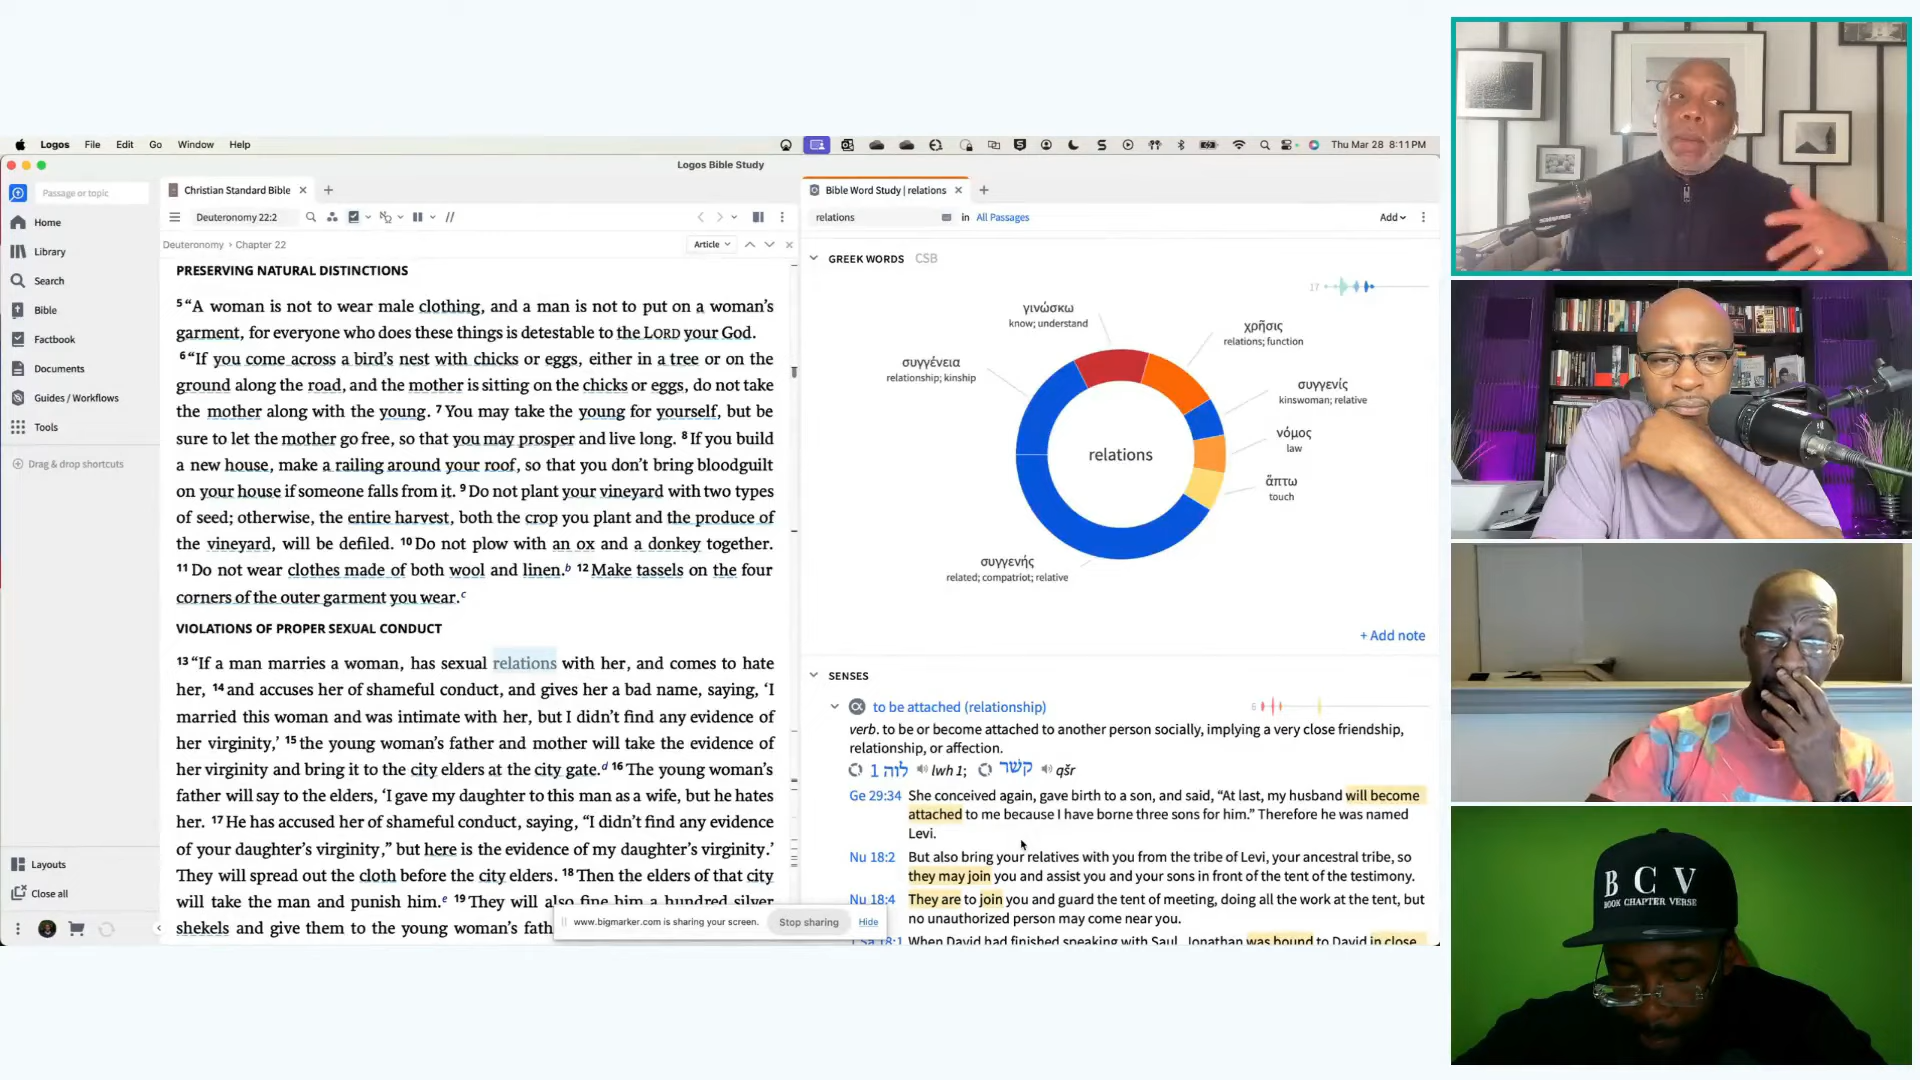 Logos File Edit Go Window Help
Thu Mar 28 8:11 PM
Logos Bible Study
Passage or topic
Home
Library
Search
Bible
Factbook
Documents
Guides / Workflows
Tools
Drag & drop shortcuts
Layouts
Close all
Christian Standard Bible
Deuteronomy 22:2
Deuteronomy › Chapter 22
Article
PRESERVING NATURAL DISTINCTIONS
5 “A woman is not to wear male clothing, and a man is not to put on a woman’s
garment, for everyone who does these things is detestable to the LORD your God.
6 “If you come across a bird’s nest with chicks or eggs, either in a tree or on the
ground along the road, and the mother is sitting on the chicks or eggs, do not take
the mother along with the young. 7 You may take the young for yourself, but be
sure to let the mother go free, so that you may prosper and live long. 8 If you build
a new house, make a railing around your roof, so that you don’t bring bloodguilt
on your house if someone falls from it. 9 Do not plant your vineyard with two types
of seed; otherwise, the entire harvest, both the crop you plant and the produce of
the vineyard, will be defiled. 10 Do not plow with an ox and a donkey together.
11 Do not wear clothes made of both wool and linen.b 12 Make tassels on the four
corners of the outer garment you wear.c
VIOLATIONS OF PROPER SEXUAL CONDUCT
13 “If a man marries a woman, has sexual relations with her, and comes to hate
her, 14 and accuses her of shameful conduct, and gives her a bad name, saying, ‘I
married this woman and was intimate with her, but I didn’t find any evidence of
her virginity,’ 15 the young woman’s father and mother will take the evidence of
her virginity and bring it to the city elders at the city gate.d 16 The young woman’s
father will say to the elders, ‘I gave my daughter to this man as a wife, but he hates
her. 17 He has accused her of shameful conduct, saying, “I didn’t find any evidence
of your daughter’s virginity,” but here is the evidence of my daughter’s virginity.’
They will spread out the cloth before the city elders. 18 Then the elders of that city
will take the man and punish him.e 19 They will also fine him a hundred silver
shekels and give them to the young woman’s fath
www.bigmarker.com is sharing your screen. Stop sharing Hide
Bible Word Study | relations
relations in All Passages
Add
GREEK WORDS CSB
17
γινώσκω
know; understand
χρῆσις
relations; function
συγγένεια
relationship; kinship
συγγενίς
kinswoman; relative
νόμος
law
relations
ἅπτω
touch
συγγενής
related; compatriot; relative
+ Add note
SENSES
to be attached (relationship)
6
verb. to be or become attached to another person socially, implying a very close friendship,
relationship, or affection.
לוה 1 lwh 1; קשׁר qšr
Ge 29:34 She conceived again, gave birth to a son, and said, “At last, my husband will become
attached to me because I have borne three sons for him.” Therefore he was named
Levi.
Nu 18:2 But also bring your relatives with you from the tribe of Levi, your ancestral tribe, so
they may join you and assist you and your sons in front of the tent of the testimony.
Nu 18:4 They are to join you and guard the tent of meeting, doing all the work at the tent, but
no unauthorized person may come near you.
1 Sa 18:1 When David had finished speaking with Saul, Jonathan was bound to David in close
B C V
BOOK CHAPTER VERSE